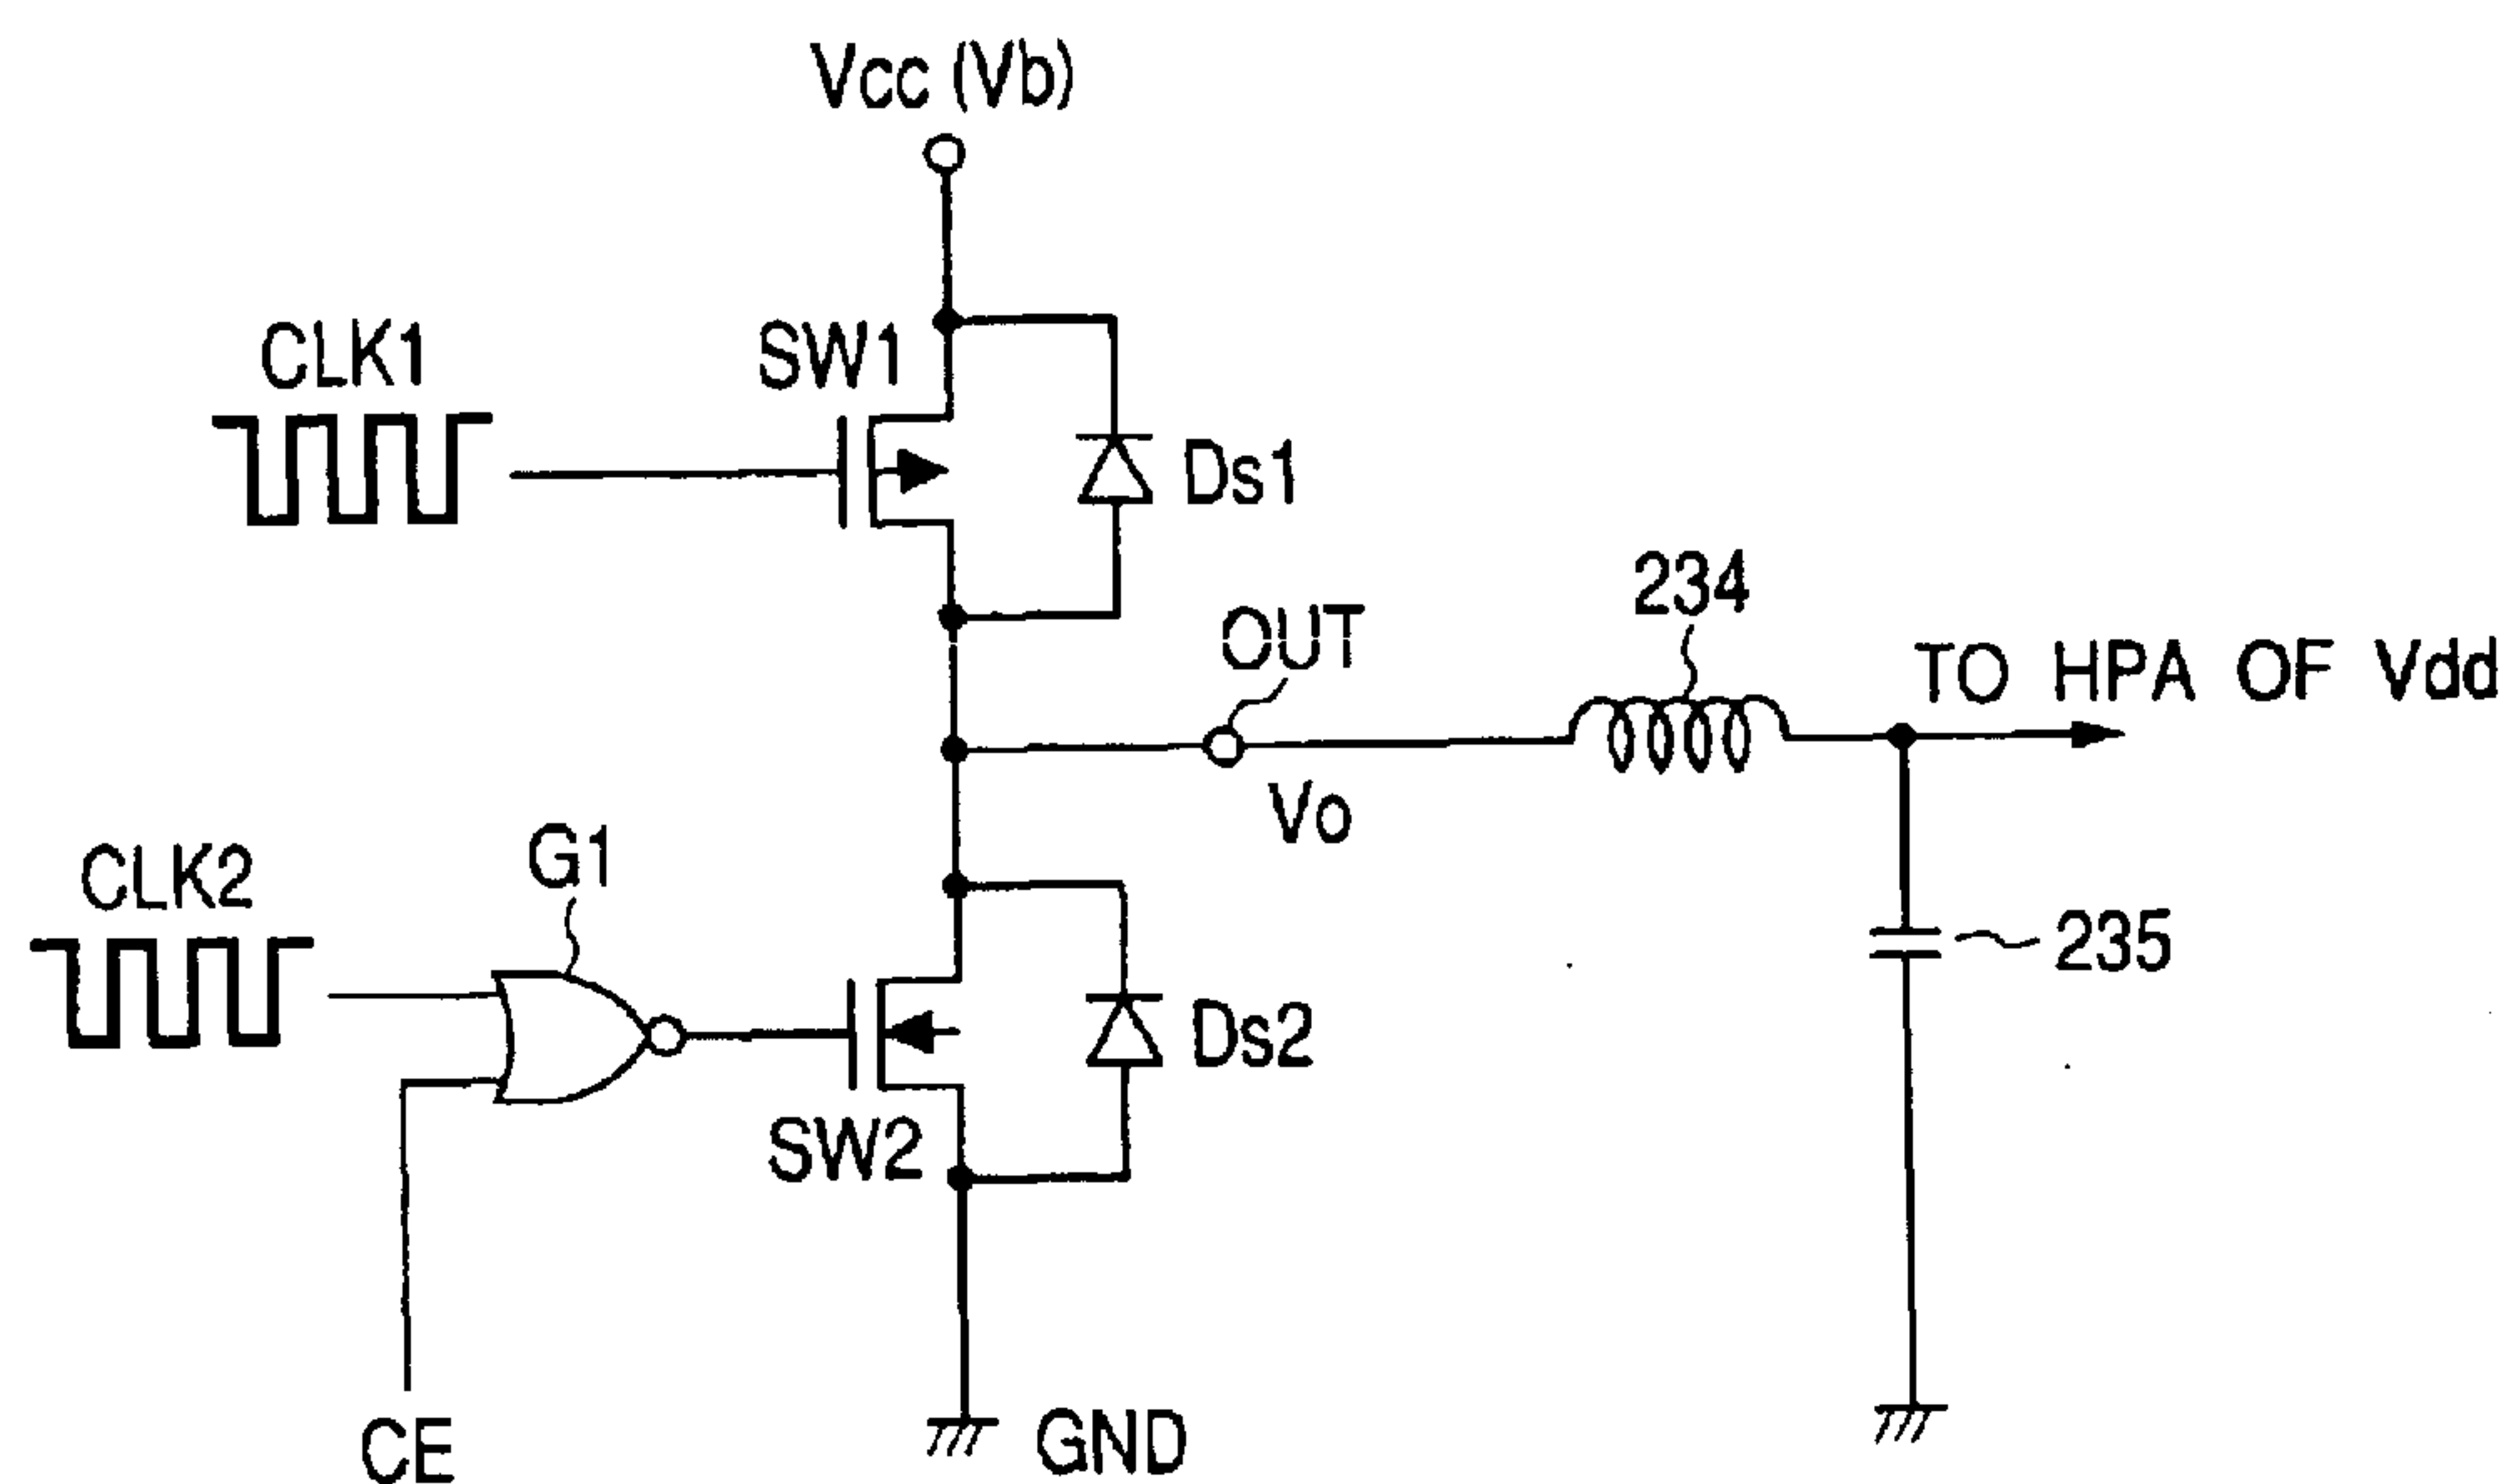 Vcc (Vb)
CLK1
SW1
Ds1
OUT
234
TO HPA OF Vdd
Vo
CLK2
G1
235
Ds2
SW2
CE
GND